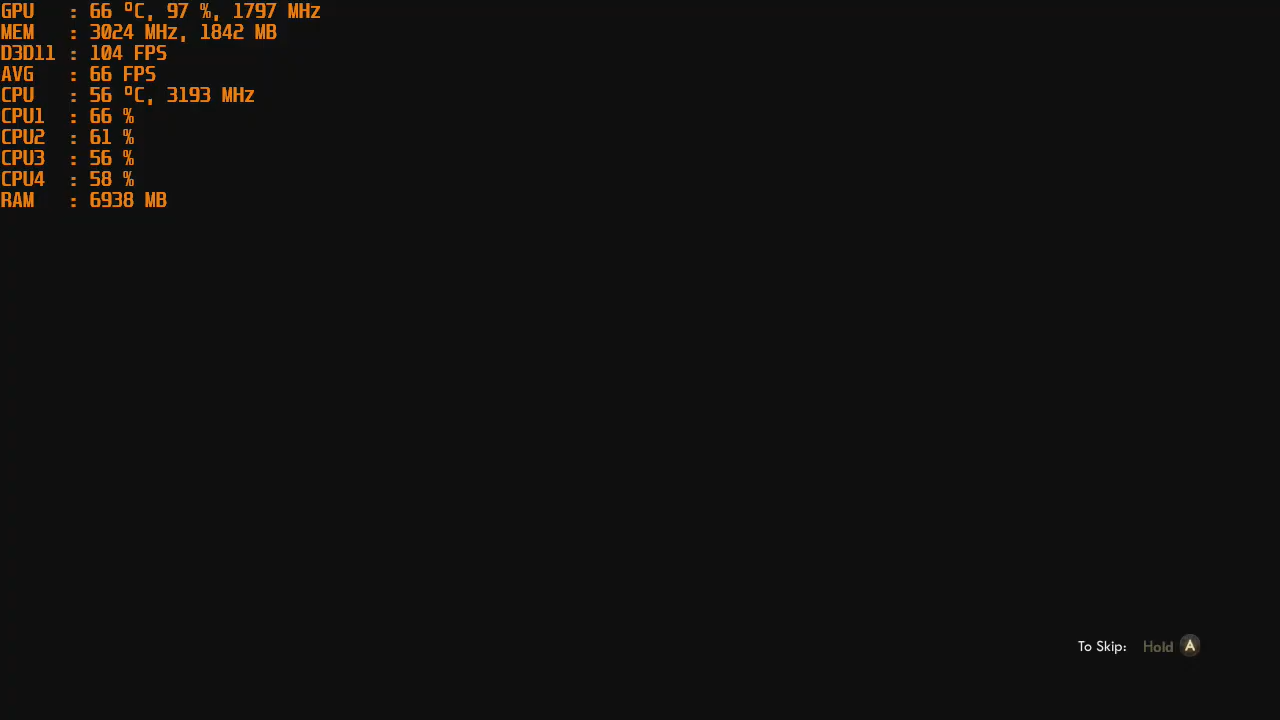 GPU : 66 °C, 97 %, 1797 MHz
MEM : 3024 MHz, 1842 MB
D3D11 : 104 FPS
AVG : 66 FPS
CPU : 56 °C, 3193 MHz
CPU1 : 66 %
CPU2 : 61 %
CPU3 : 56 %
CPU4 : 58 %
RAM : 6938 MB
To Skip: Hold A